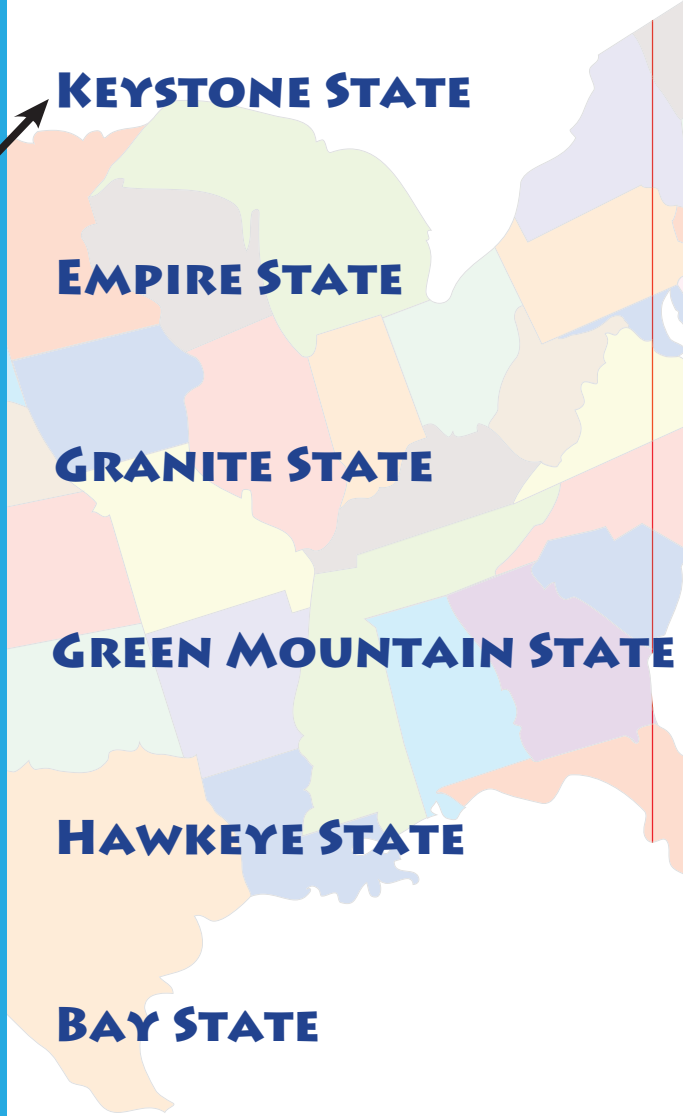 Keystone State
Empire State
Granite State
Green Mountain State
Hawkeye State
Bay State